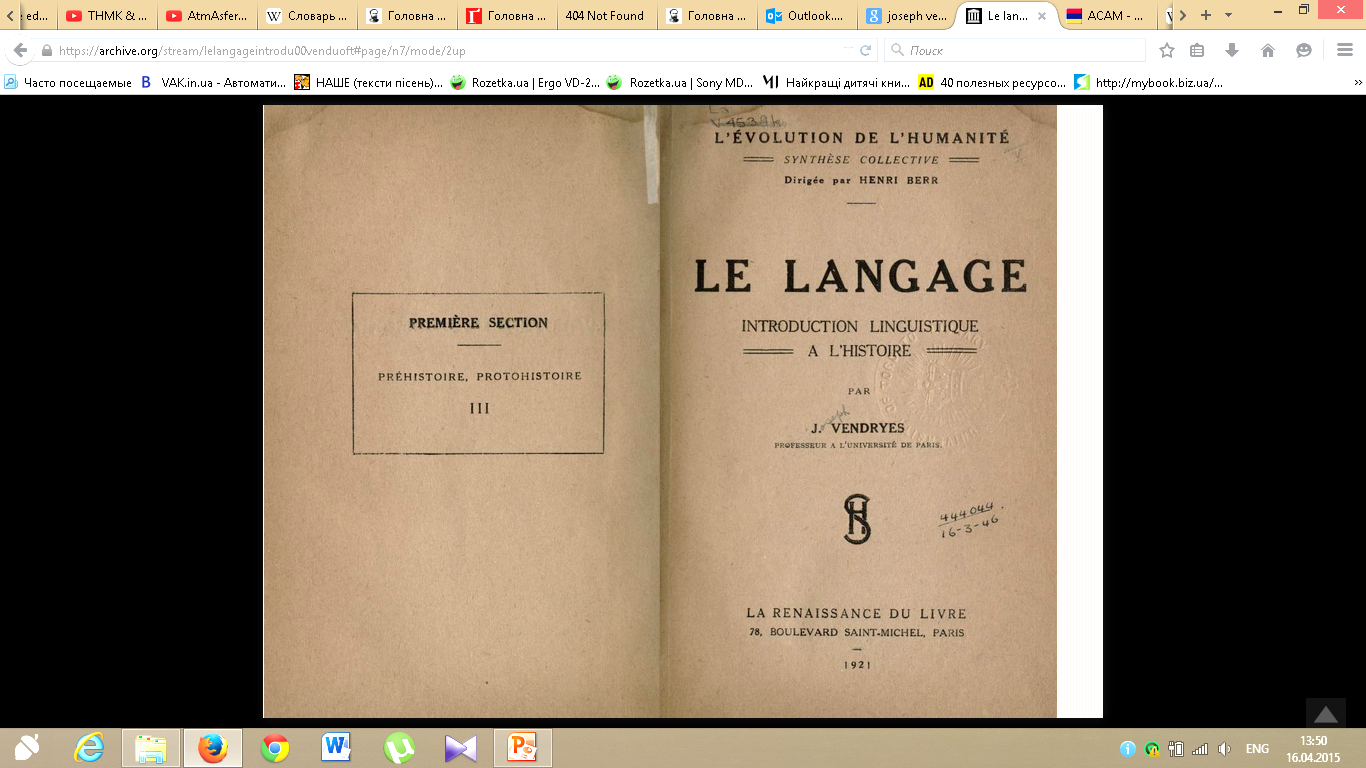 ed...
ТНМК & ...
AtmAsfer...
Словарь ...
Головна ...
Головна ...
404 Not Found
Головна ...
Outlook....
joseph ve...
Le lan...
ACAM - ...
https://archive.org/stream/lelangageintrodu00venduoft#page/n7/mode/2up
Поиск
Часто посещаемые
VAK.in.ua - Автомати...
НАШЕ (тексти пісень)...
Rozetka.ua | Ergo VD-2...
Rozetka.ua | Sony MD...
Найкращі дитячі кни...
40 полезных ресурсо...
http://mybook.biz.ua/...
PREMIÈRE SECTION
PRÉHISTOIRE, PROTOHISTOIRE
III
L'ÉVOLUTION DE L'HUMANITÉ
SYNTHÈSE COLLECTIVE
Dirigée par HENRI BERR
LE LANGAGE
INTRODUCTION LINGUISTIQUE
A L'HISTOIRE
PAR
Joseph
J. VENDRYES
PROFESSEUR A L'UNIVERSITÉ DE PARIS.
444044.
16-3-46
LA RENAISSANCE DU LIVRE
78, BOULEVARD SAINT-MICHEL, PARIS
1921
ENG
13:50
16.04.2015